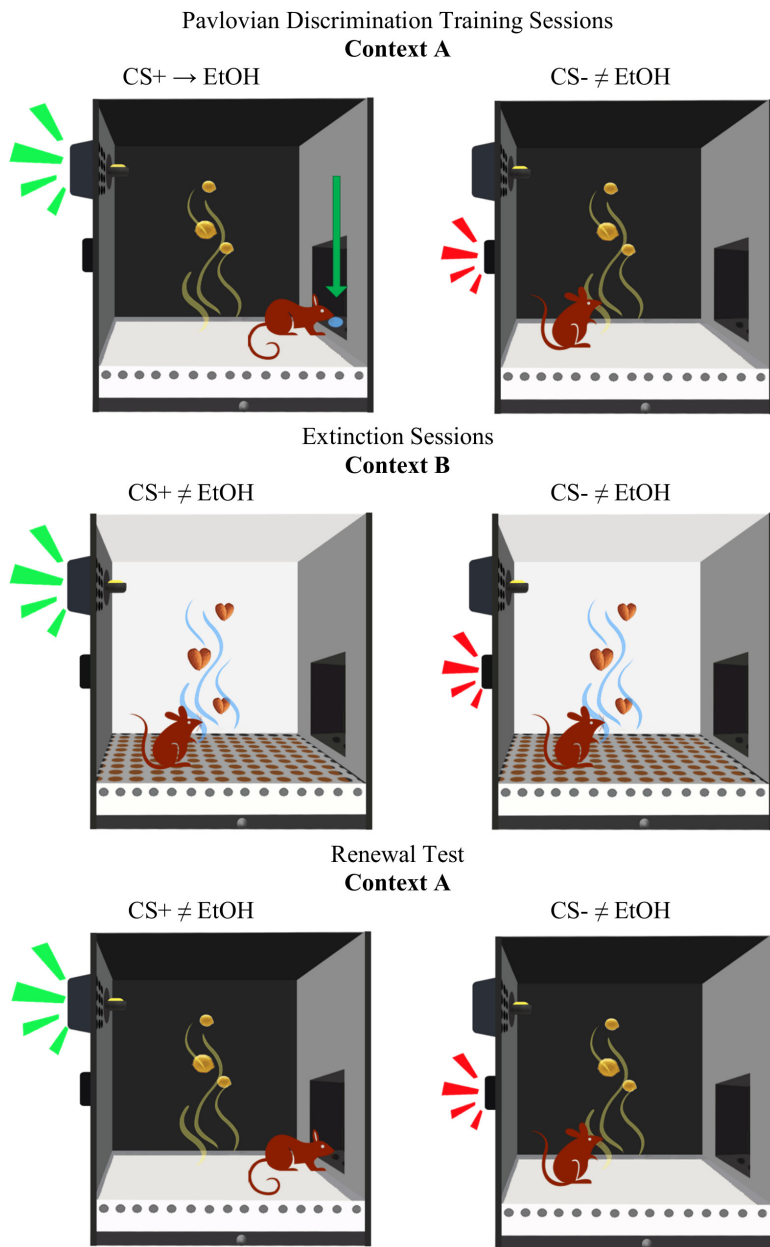 Pavlovian Discrimination Training Sessions
Context A
CS+ → EtOH
CS- ≠ EtOH
Extinction Sessions
Context B
CS+ ≠ EtOH
CS- ≠ EtOH
Renewal Test
Context A
CS+ ≠ EtOH
CS- ≠ EtOH